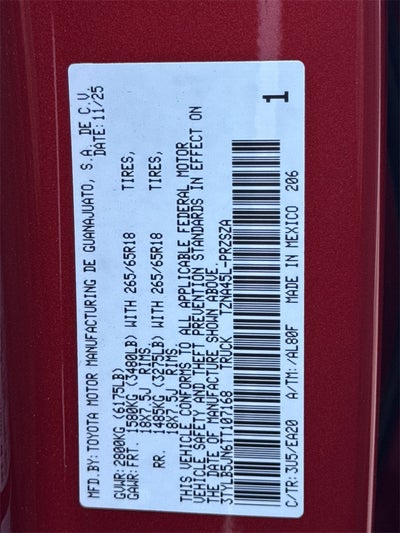 MFD.BY: TOYOTA MOTOR MANUFACTURING DE GUANAJUATO, S.A. DE C.V.
DATE: 11/25
GVWR: 2800KG (6175LB)
GAWR: FRT. 1580KG (3480LB) WITH 265/65R18 TIRES,
18X7.5J RIMS,
RR. 1485KG (3275LB) WITH 265/65R18 TIRES,
18X7.5J RIMS
THIS VEHICLE CONFORMS TO ALL APPLICABLE FEDERAL MOTOR
VEHICLE SAFETY AND THEFT PREVENTION STANDARDS IN EFFECT ON
THE DATE OF MANUFACTURE SHOWN ABOVE.
3TYLB5JN6TT107168 TRUCK TZNA45L-PRZSZA
1
C/TR: 3U5/EA20 A/TM: /AL80F MADE IN MEXICO 206